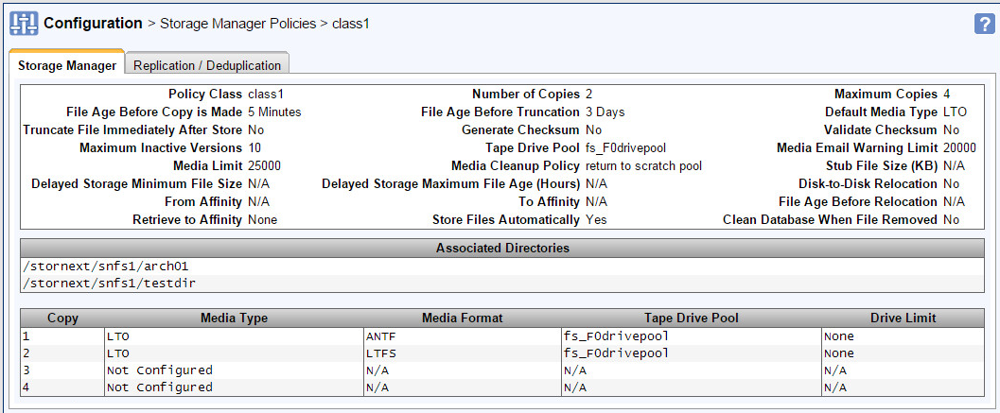 Configuration > Storage Manager Policies > class1 ?
Storage Manager Replication / Deduplication
Policy Class class1 Number of Copies 2 Maximum Copies 4
File Age Before Copy is Made 5 Minutes File Age Before Truncation 3 Days Default Media Type LTO
Truncate File Immediately After Store No Generate Checksum No Validate Checksum No
Maximum Inactive Versions 10 Tape Drive Pool fs_F0drivepool Media Email Warning Limit 20000
Media Limit 25000 Media Cleanup Policy return to scratch pool Stub File Size (KB) N/A
Delayed Storage Minimum File Size N/A Delayed Storage Maximum File Age (Hours) N/A Disk-to-Disk Relocation No
From Affinity N/A To Affinity N/A File Age Before Relocation N/A
Retrieve to Affinity None Store Files Automatically Yes Clean Database When File Removed No
Associated Directories
/stornext/snfs1/arch01
/stornext/snfs1/testdir
Copy Media Type Media Format Tape Drive Pool Drive Limit
1 LTO ANTF fs_F0drivepool None
2 LTO LTFS fs_F0drivepool None
3 Not Configured N/A N/A N/A
4 Not Configured N/A N/A N/A